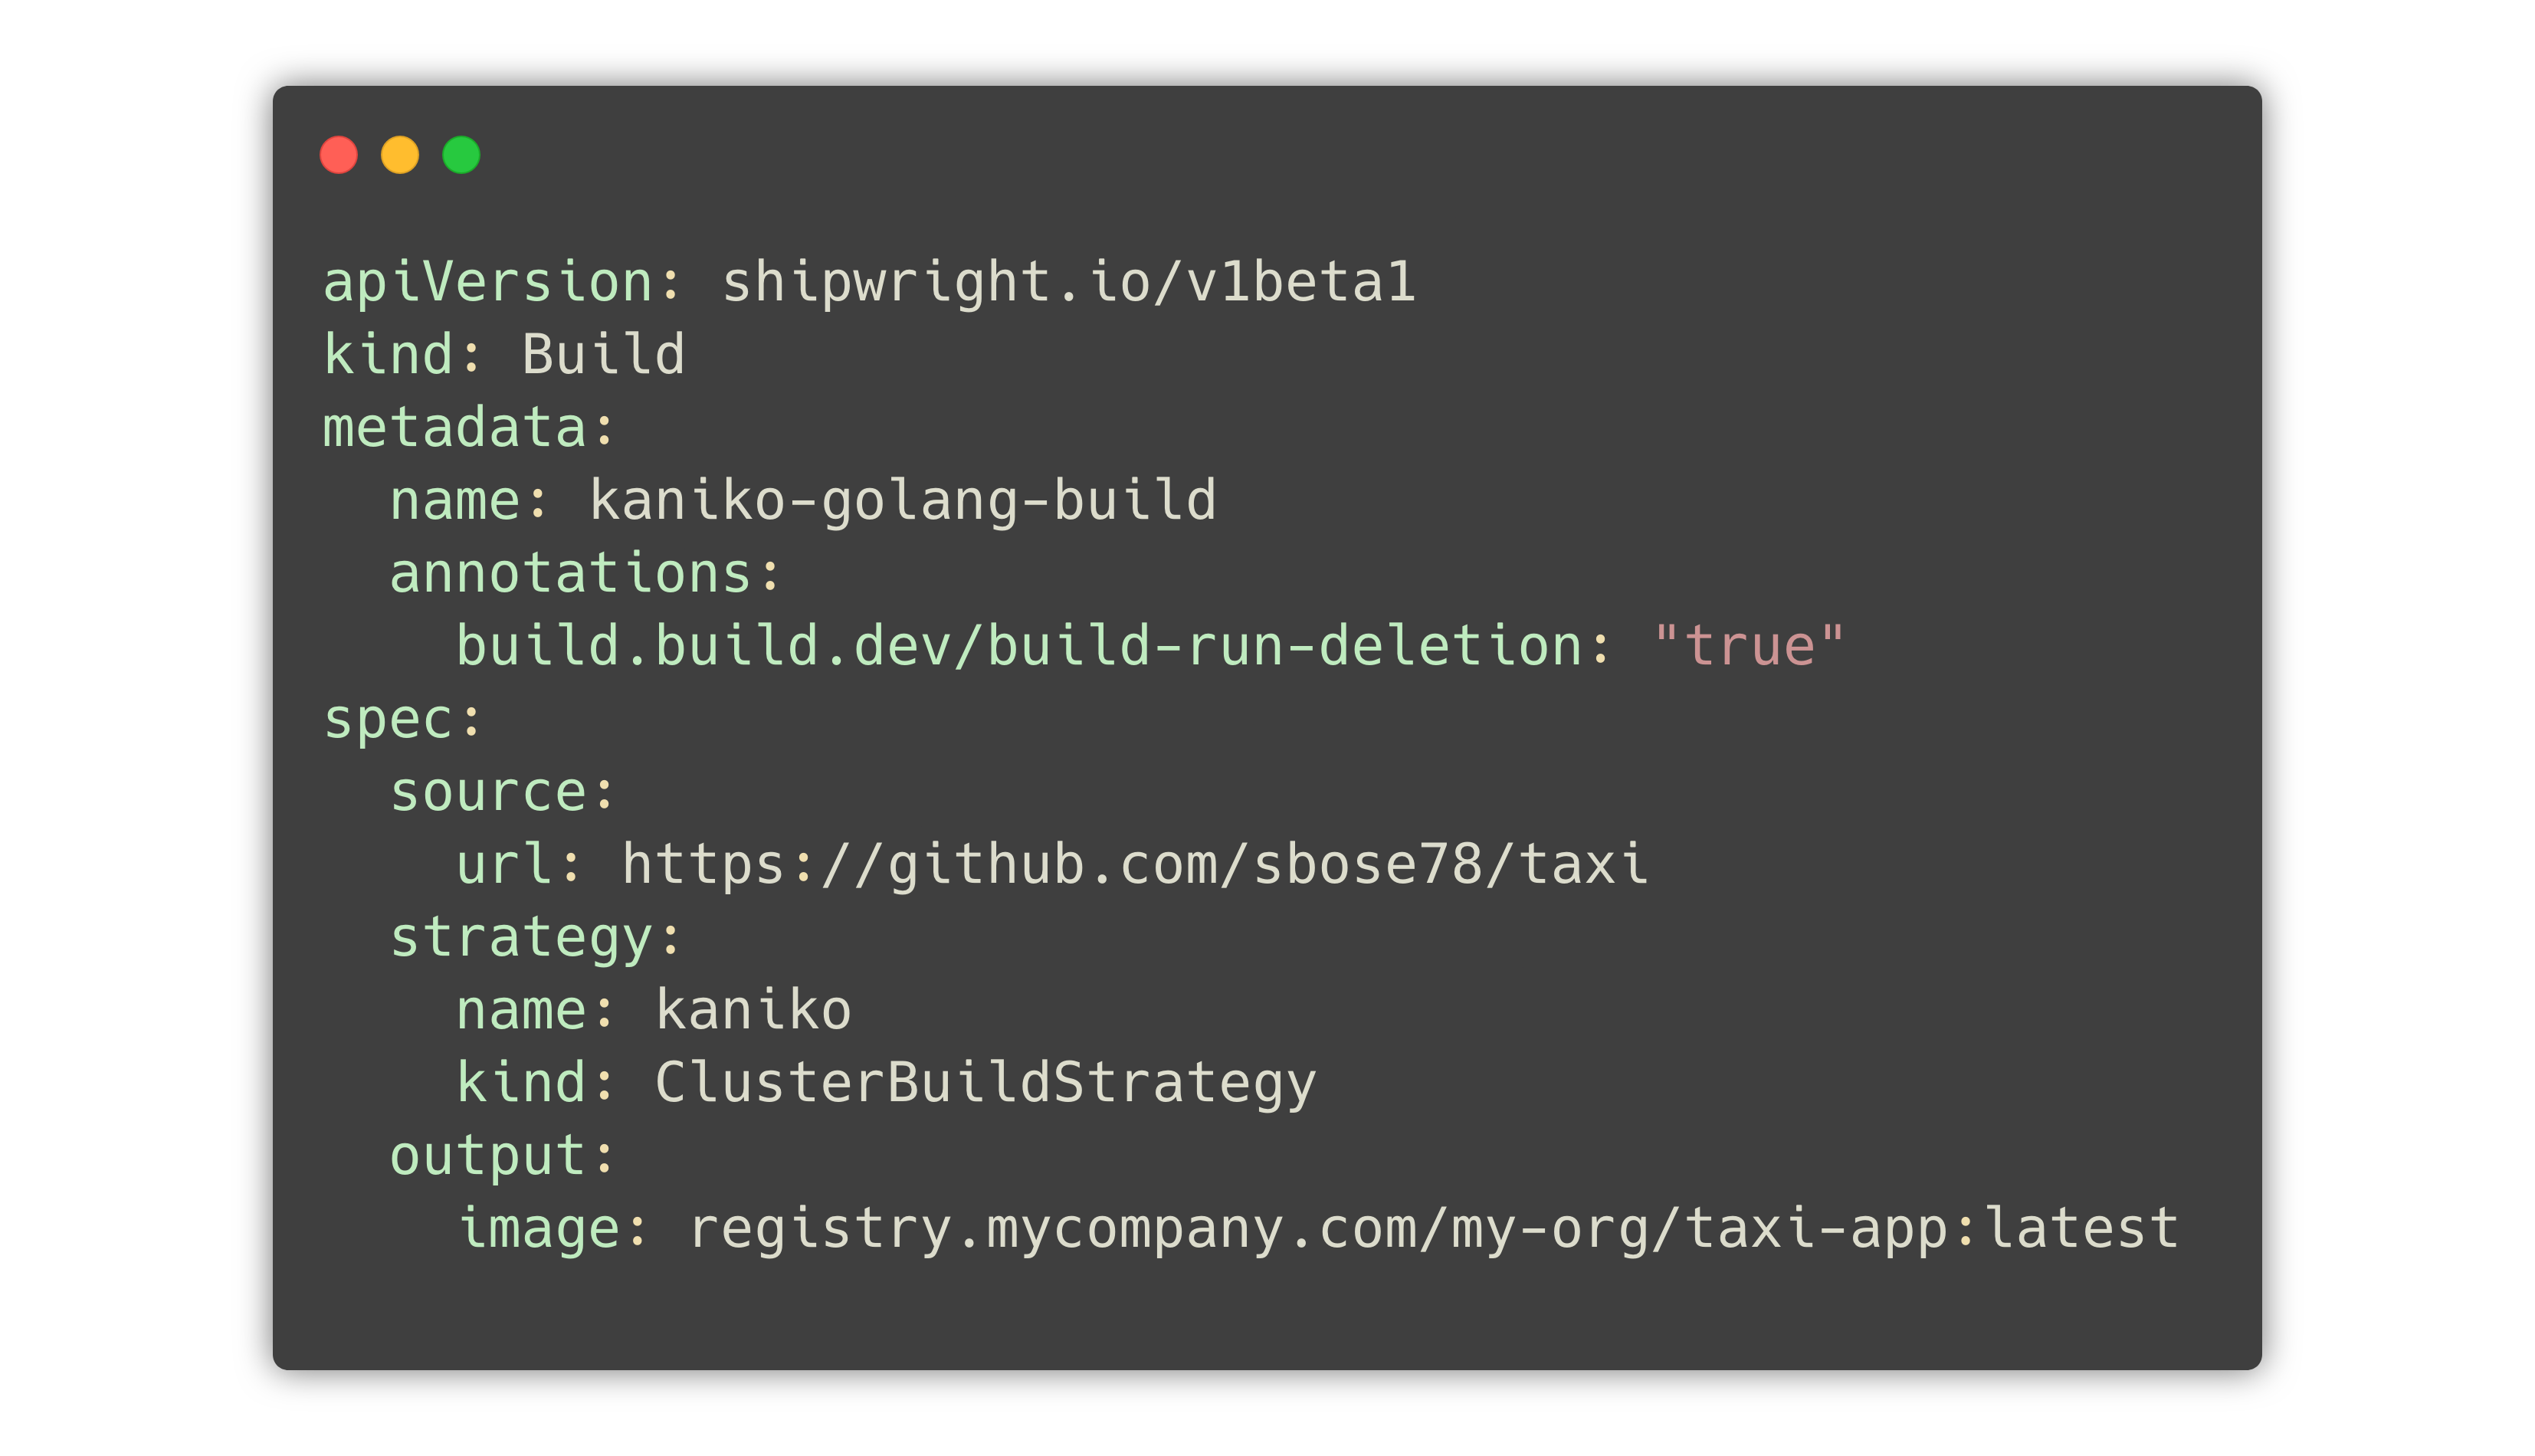 apiVersion: shipwright.io/v1beta1
kind: Build
metadata:
  name: kaniko-golang-build
  annotations:
    build.build.dev/build-run-deletion: "true"
spec:
  source:
    url: https://github.com/sbose78/taxi
  strategy:
    name: kaniko
    kind: ClusterBuildStrategy
  output:
    image: registry.mycompany.com/my-org/taxi-app:latest